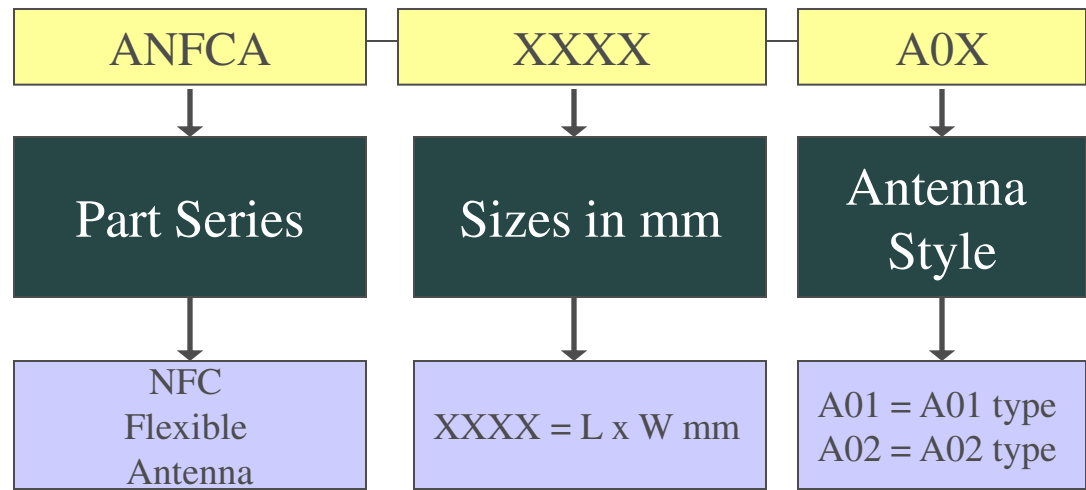 ANFCA
XXXX
A0X
Part Series
Sizes in mm
Antenna
Style
NFC
Flexible
Antenna
XXXX = L x W mm
A01 = A01 type
A02 = A02 type